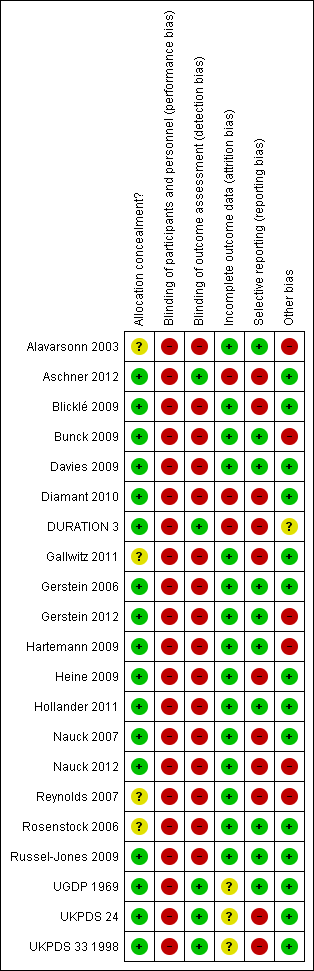 Allocation concealment?
Blinding of participants and personnel (performance bias)
Blinding of outcome assessment (detection bias)
Incomplete outcome data (attrition bias)
Selective reporting (reporting bias)
Other bias
Alavarsonn 2003 ? - - + + -
Aschner 2012 + - + - - +
Blicklé 2009 + - - + - +
Bunck 2009 + - - + + -
Davies 2009 + - - + + +
Diamant 2010 + - - - - +
DURATION 3 + - + - - ?
Gallwitz 2011 ? - - + - +
Gerstein 2006 + - - + + +
Gerstein 2012 + - - + + -
Hartemann 2009 + - - + + -
Heine 2009 + - - + - +
Hollander 2011 + - - + + +
Nauck 2007 + - - + - +
Nauck 2012 + - - + - -
Reynolds 2007 ? - - + - -
Rosenstock 2006 ? - - + + +
Russel-Jones 2009 + - - + + +
UGDP 1969 + - + ? + +
UKPDS 24 + - + ? - +
UKPDS 33 1998 + - + ? - +